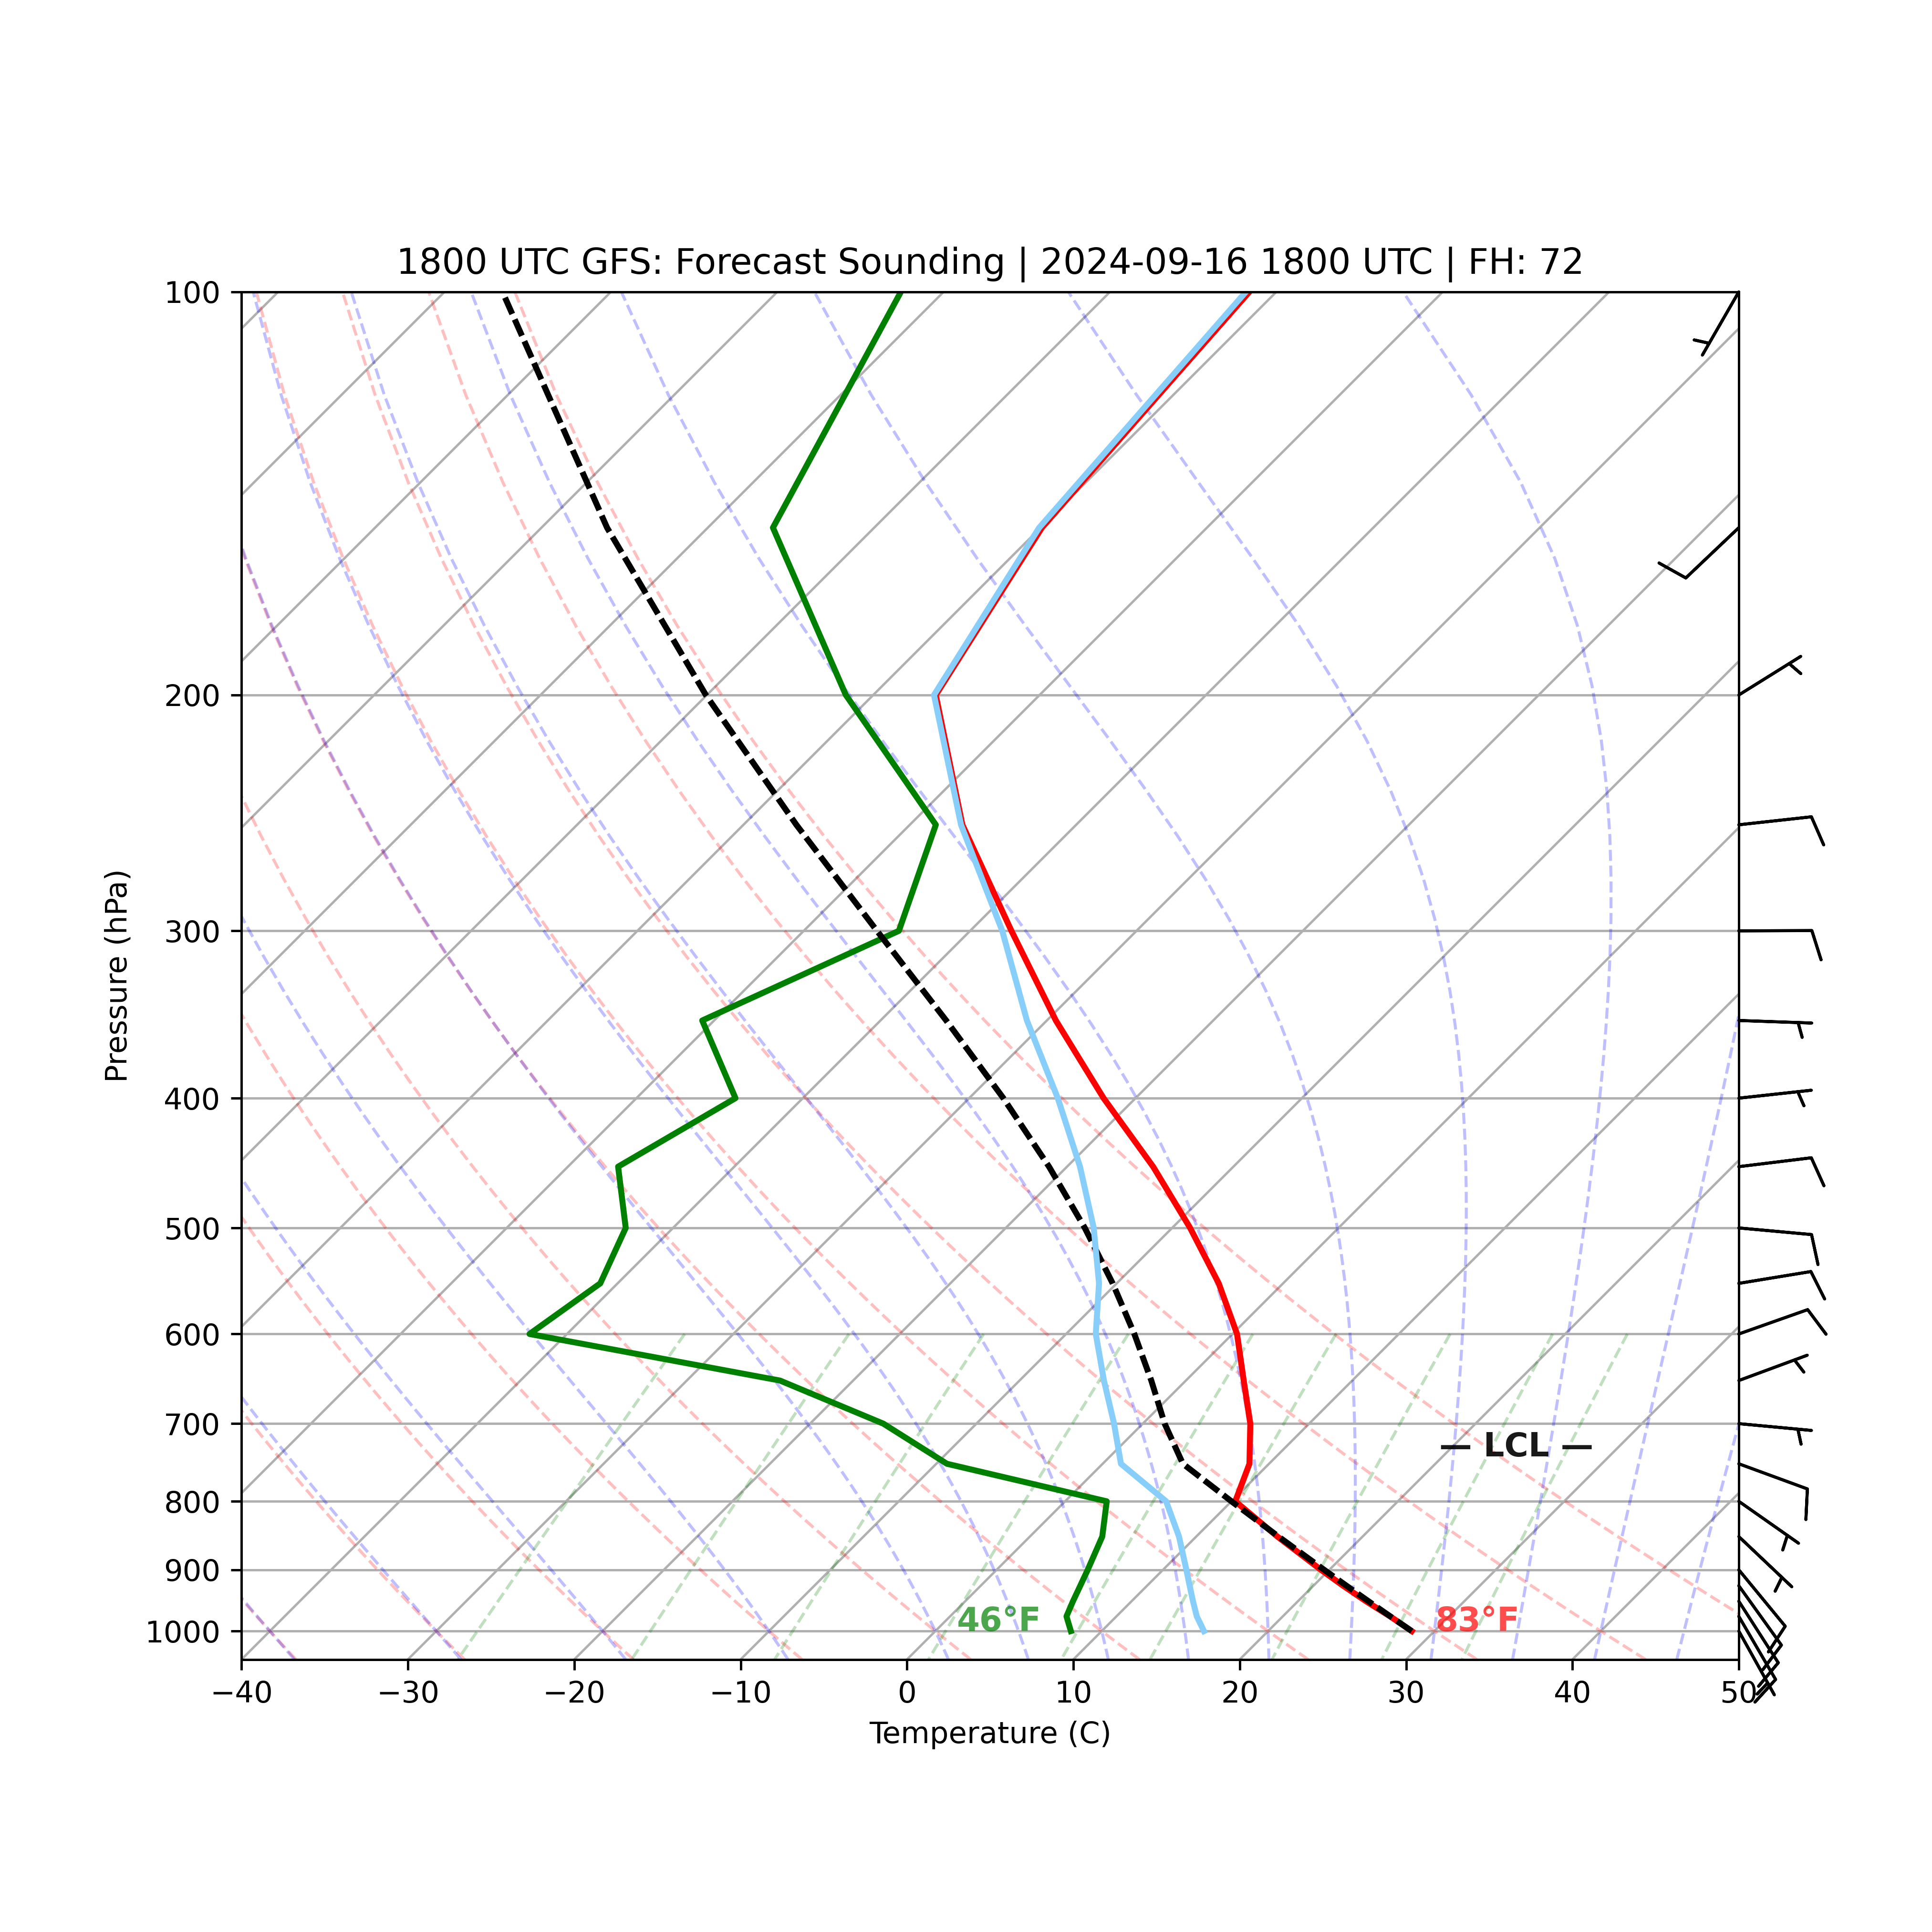 1800 UTC GFS: Forecast Sounding | 2024-09-16 1800 UTC | FH: 72
100
200
300
400
500
600
700
800
900
1000
Pressure (hPa)
— LCL —
46°F
83°F
−40 −30 −20 −10 0 10 20 30 40 50
Temperature (C)